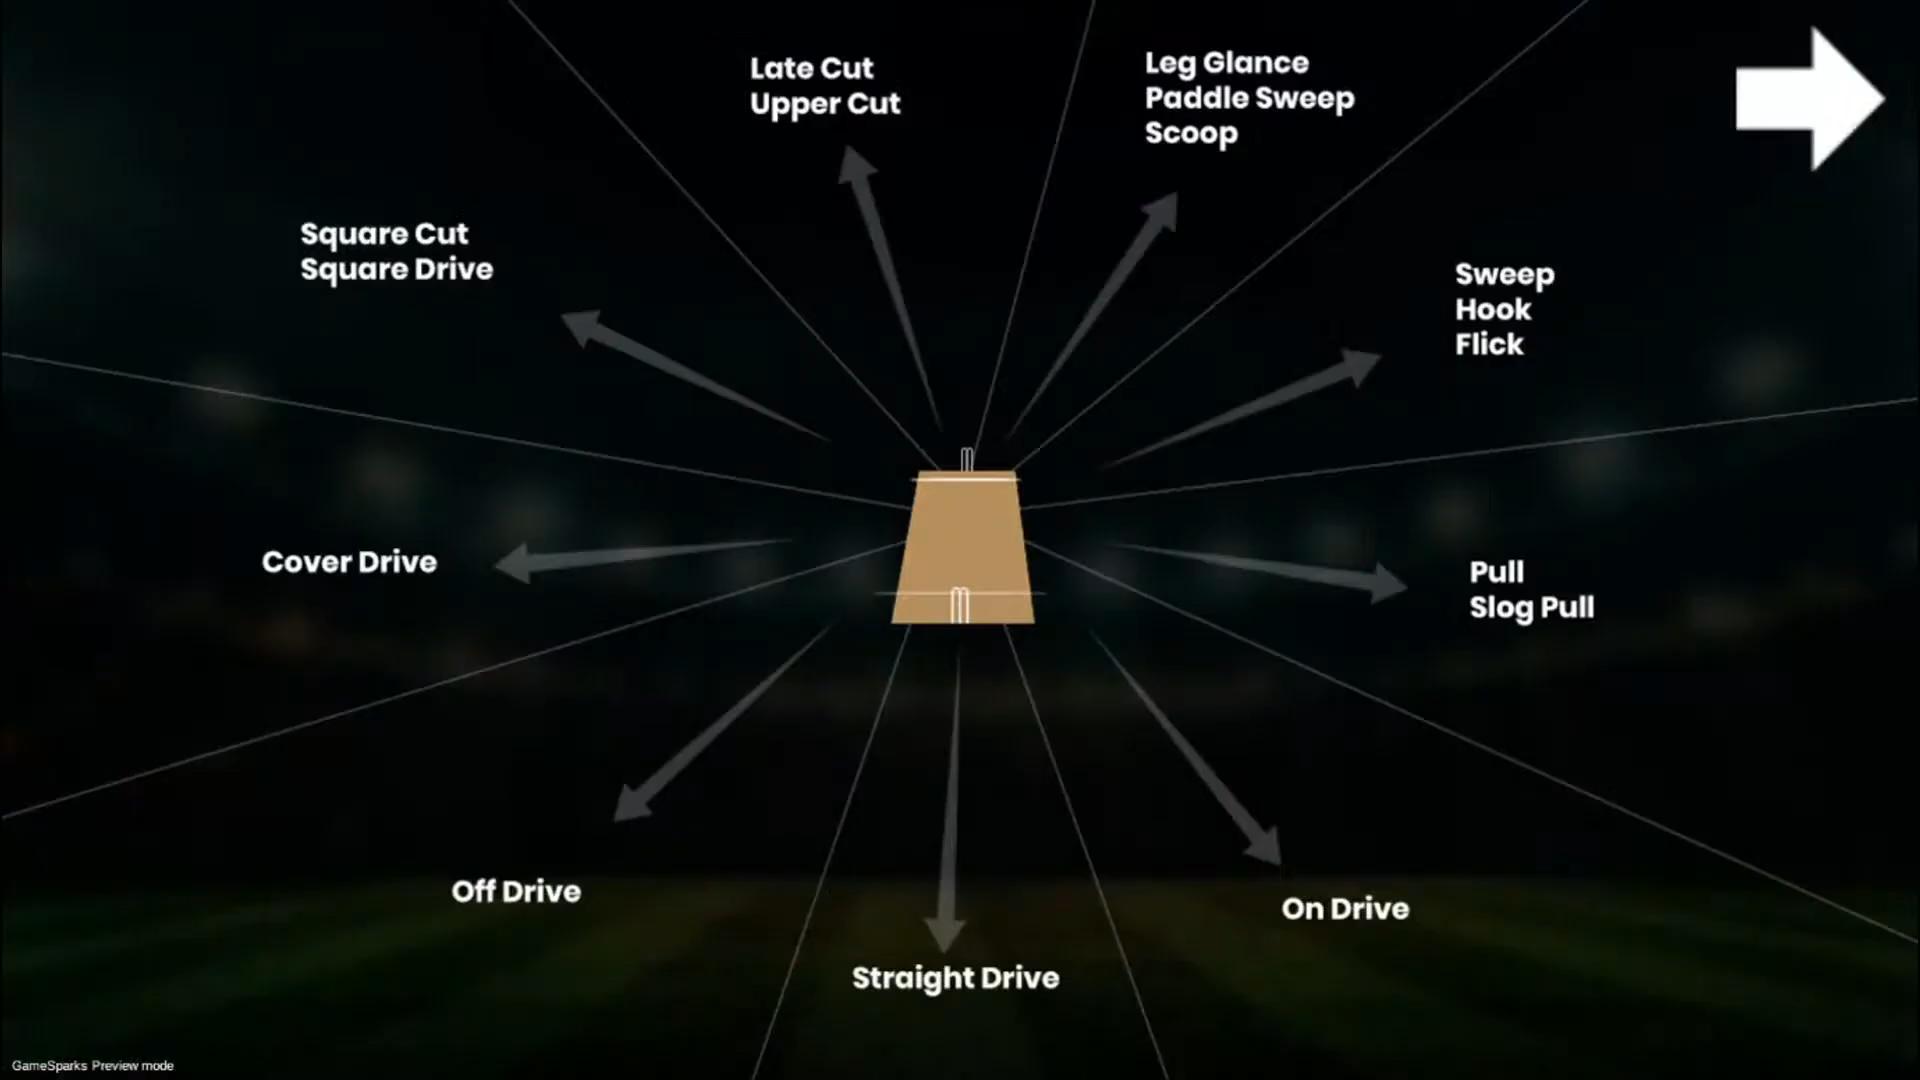 Late Cut
Upper Cut
Leg Glance
Paddle Sweep
Scoop
Square Cut
Square Drive
Sweep
Hook
Flick
Cover Drive
Pull
Slog Pull
Off Drive
On Drive
Straight Drive
GameSparks Preview mode